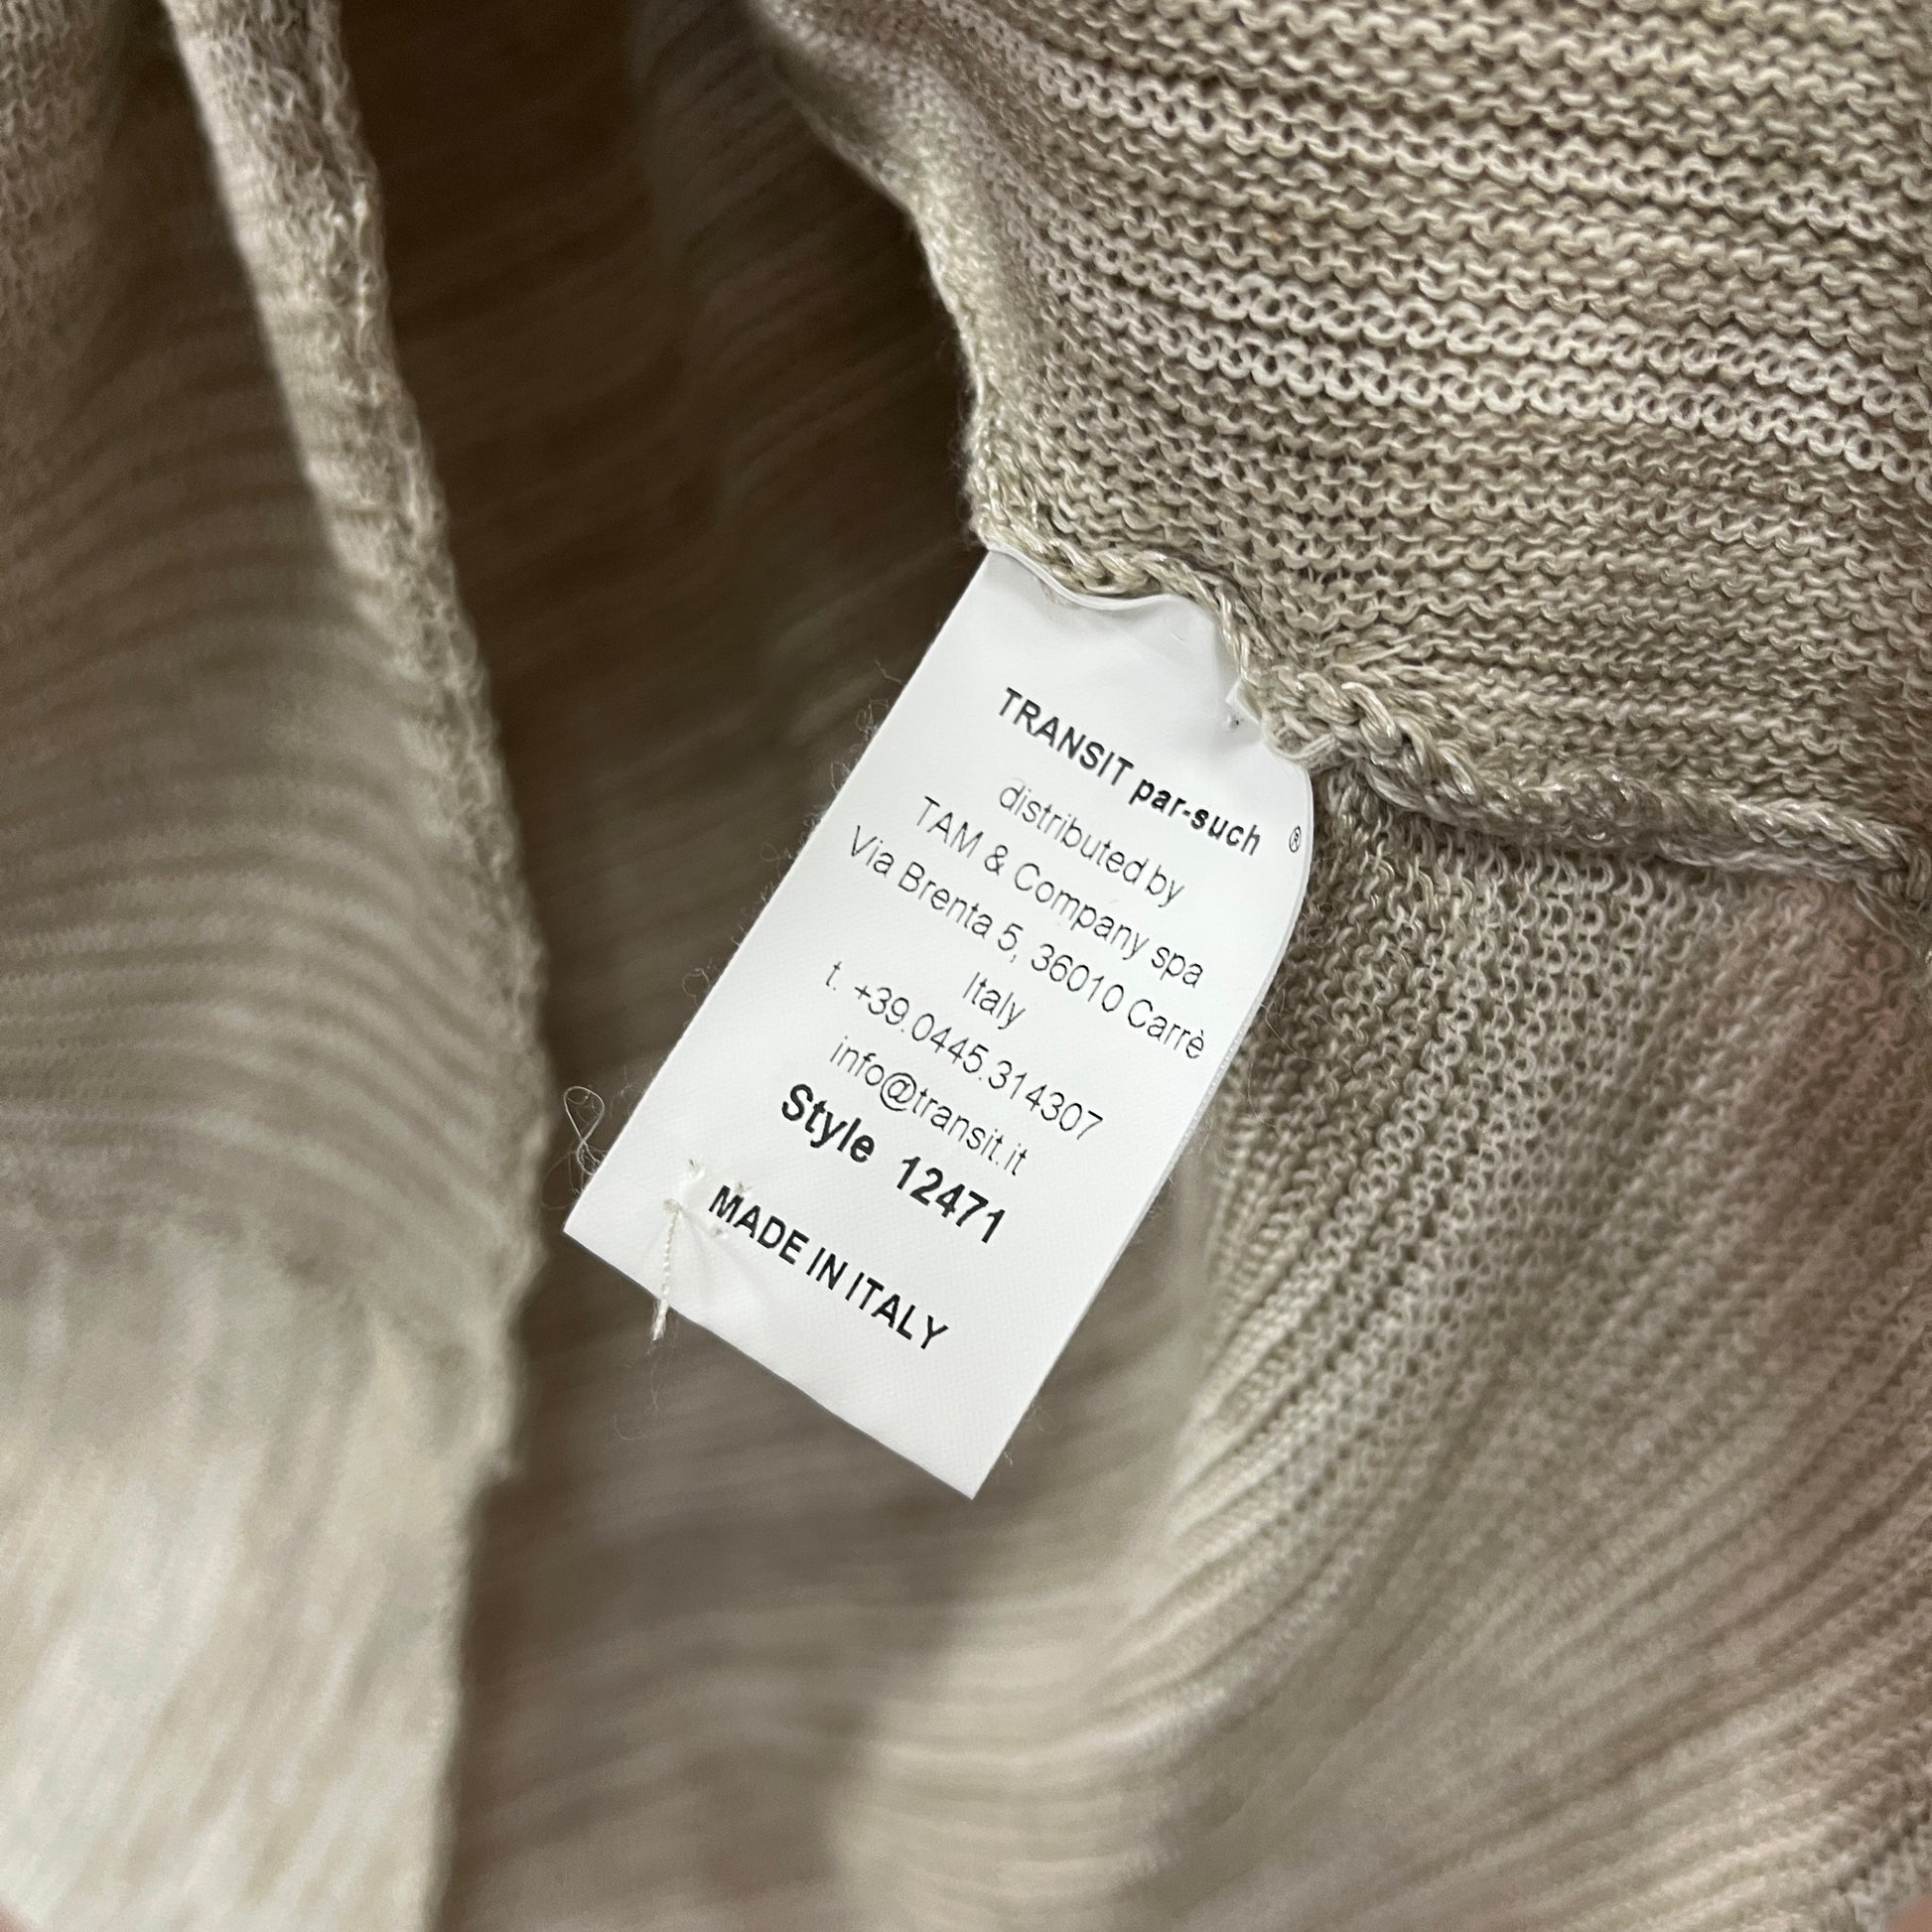 TRANSIT par-such ®
distributed by
TAM & Company spa
Via Brenta 5, 36010 Carrè
Italy
t. +39.0445.314307
info@transit.it
Style 12471
MADE IN ITALY